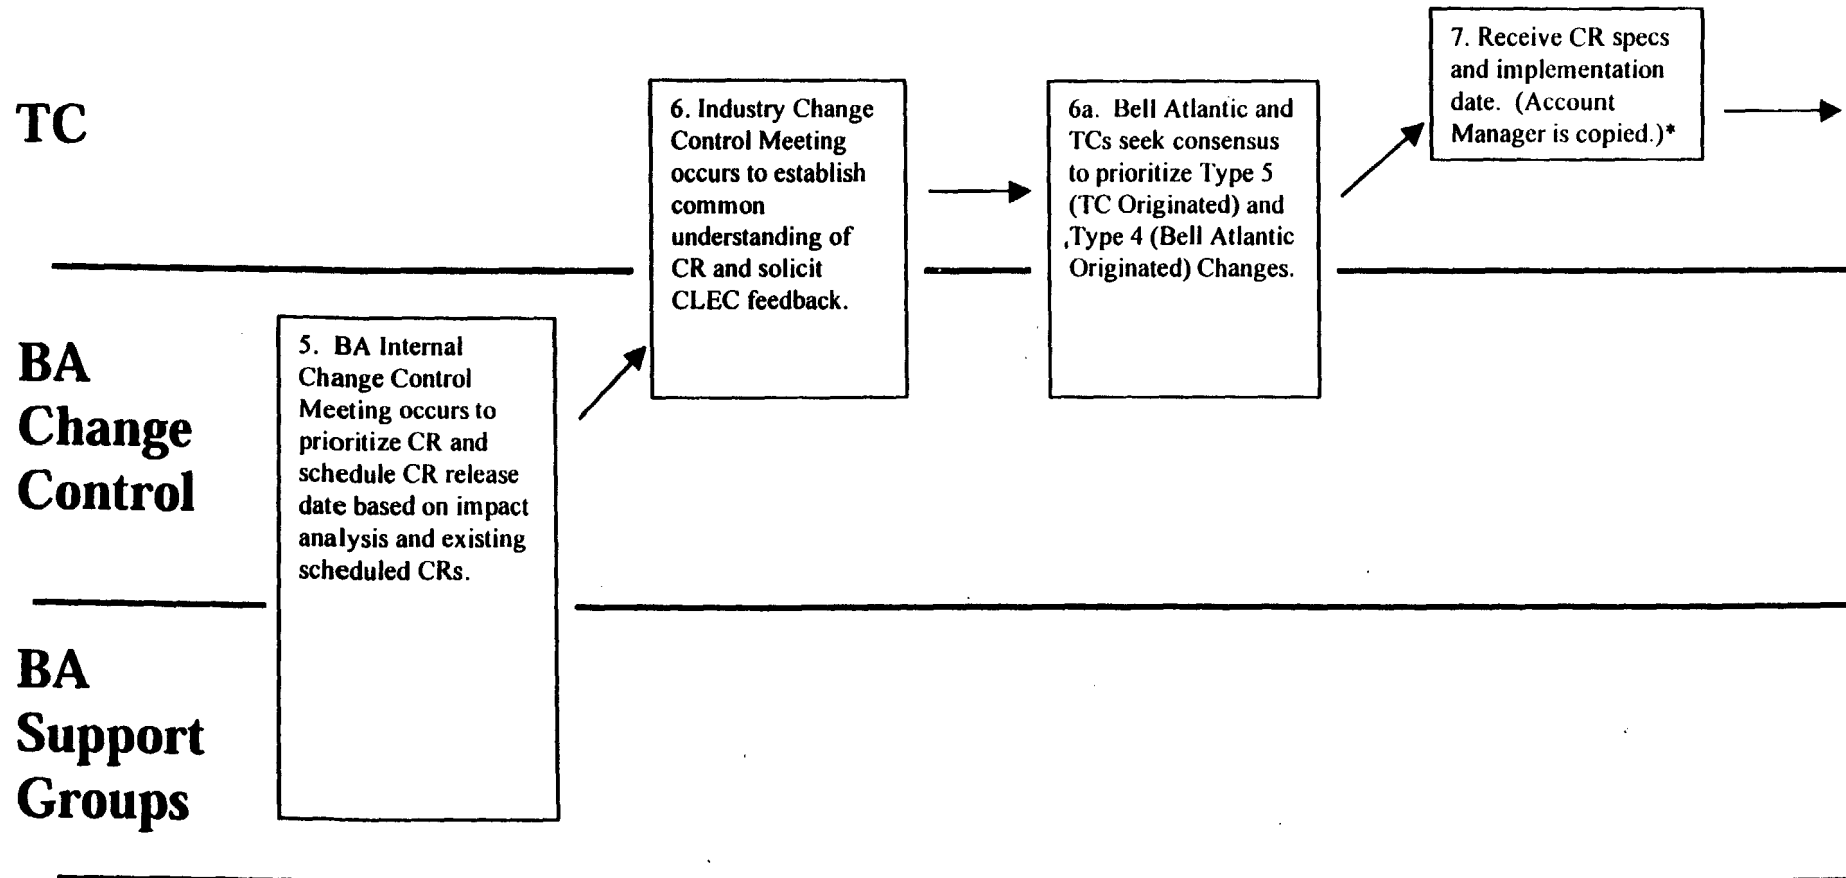 TC
BA
Change
Control
BA
Support
Groups
5. BA Internal
Change Control
Meeting occurs to
prioritize CR and
schedule CR release
date based on impact
analysis and existing
scheduled CRs.
6. Industry Change
Control Meeting
occurs to establish
common
understanding of
CR and solicit
CLEC feedback.
6a. Bell Atlantic and
TCs seek consensus
to prioritize Type 5
(TC Originated) and
Type 4 (Bell Atlantic
Originated) Changes.
7. Receive CR specs
and implementation
date. (Account
Manager is copied.)*